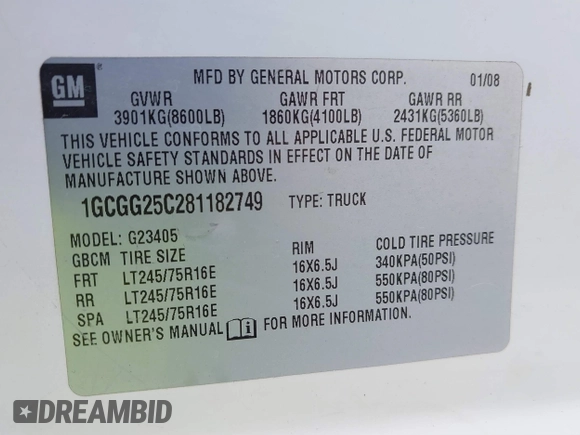 GM
®
MFD BY GENERAL MOTORS CORP. 01/08
GVWR GAWR FRT GAWR RR
3901KG(8600LB) 1860KG(4100LB) 2431KG(5360LB)
THIS VEHICLE CONFORMS TO ALL APPLICABLE U.S. FEDERAL MOTOR
VEHICLE SAFETY STANDARDS IN EFFECT ON THE DATE OF
MANUFACTURE SHOWN ABOVE.
1GCGG25C281182749 TYPE: TRUCK
MODEL: G23405
GBCM TIRE SIZE RIM COLD TIRE PRESSURE
FRT LT245/75R16E 16X6.5J 340KPA(50PSI)
RR LT245/75R16E 16X6.5J 550KPA(80PSI)
SPA LT245/75R16E 16X6.5J 550KPA(80PSI)
SEE OWNER'S MANUAL i FOR MORE INFORMATION.
DREAMBID